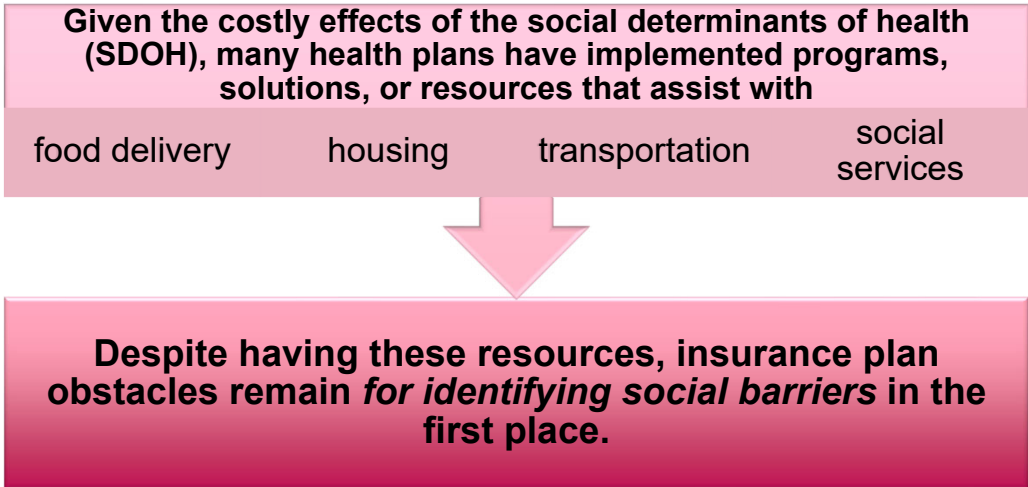 Given the costly effects of the social determinants of health
(SDOH), many health plans have implemented programs,
solutions, or resources that assist with
food delivery
housing
transportation
social
services
Despite having these resources, insurance plan
obstacles remain for identifying social barriers in the
first place.